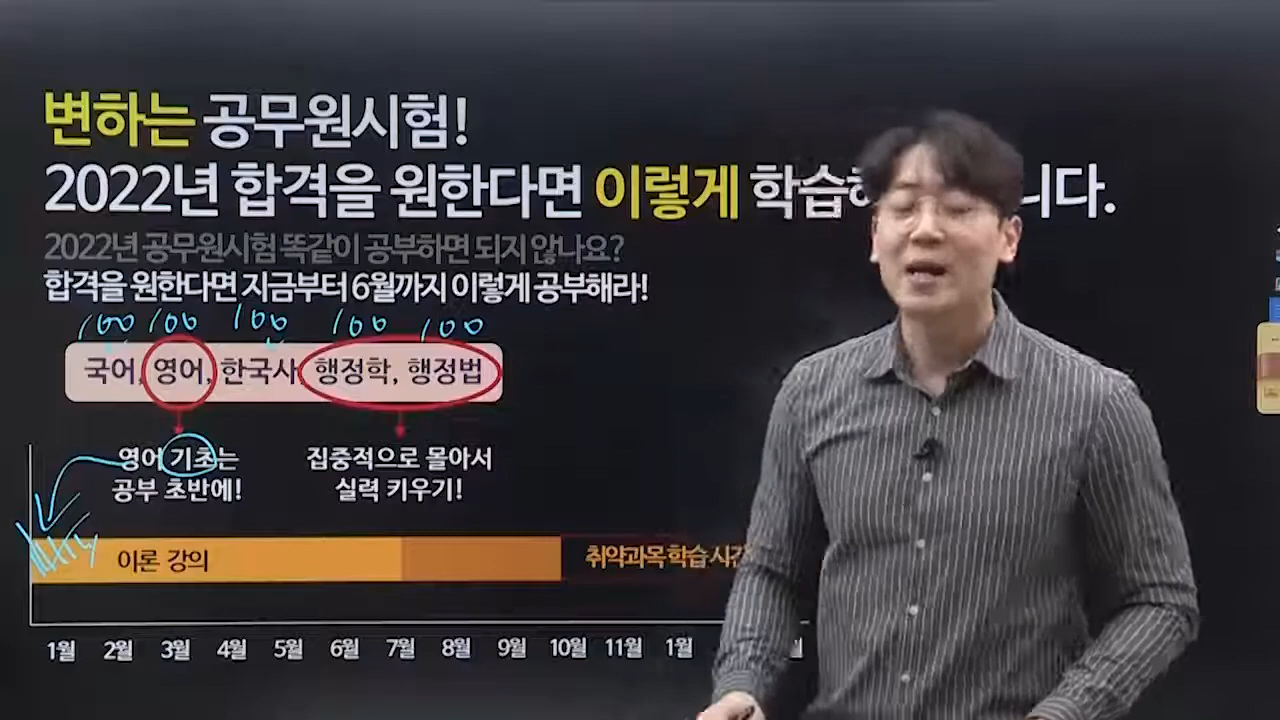 변하는 공무원시험!
2022년 합격을 원한다면 이렇게 학습해 니다.
2022년 공무원시험 똑같이 공부하면 되지 않나요?
합격을 원한다면 지금부터 6월까지 이렇게 공부해라!
100 100 100 100 100
국어, 영어, 한국사, 행정학, 행정법
영어 기초는
공부 초반에!
집중적으로 몰아서
실력 키우기!
이론 강의
취약과목 학습 시간
1월 2월 3월 4월 5월 6월 7월 8월 9월 10월 11월 1월